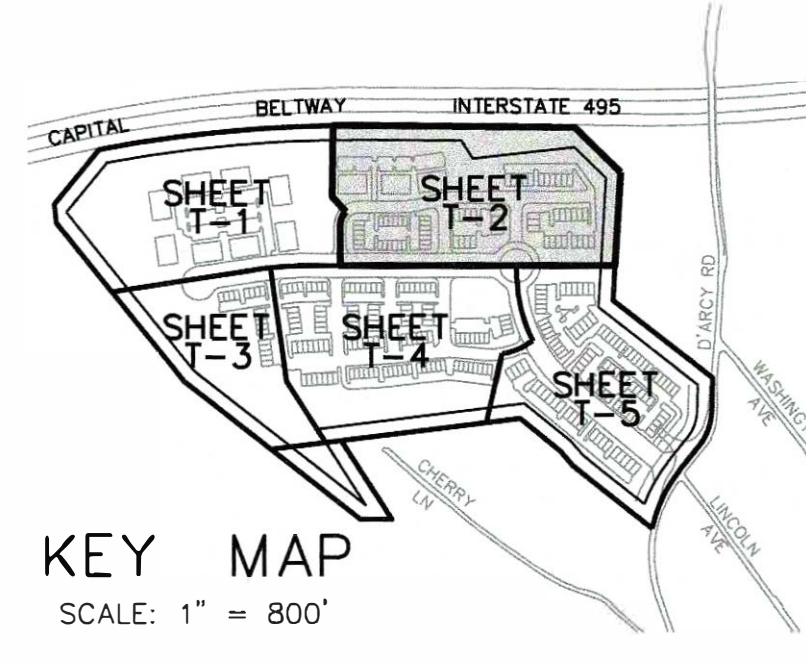 CAPITAL BELTWAY INTERSTATE 495
SHEET
T-1
SHEET
T-2
SHEET
T-3
SHEET
T-4
SHEET
T-5
D'ARCY RD
WASHINGT
AVE
CHERRY
LN
LINCOLN
AVE
KEY MAP
SCALE: 1" = 800'